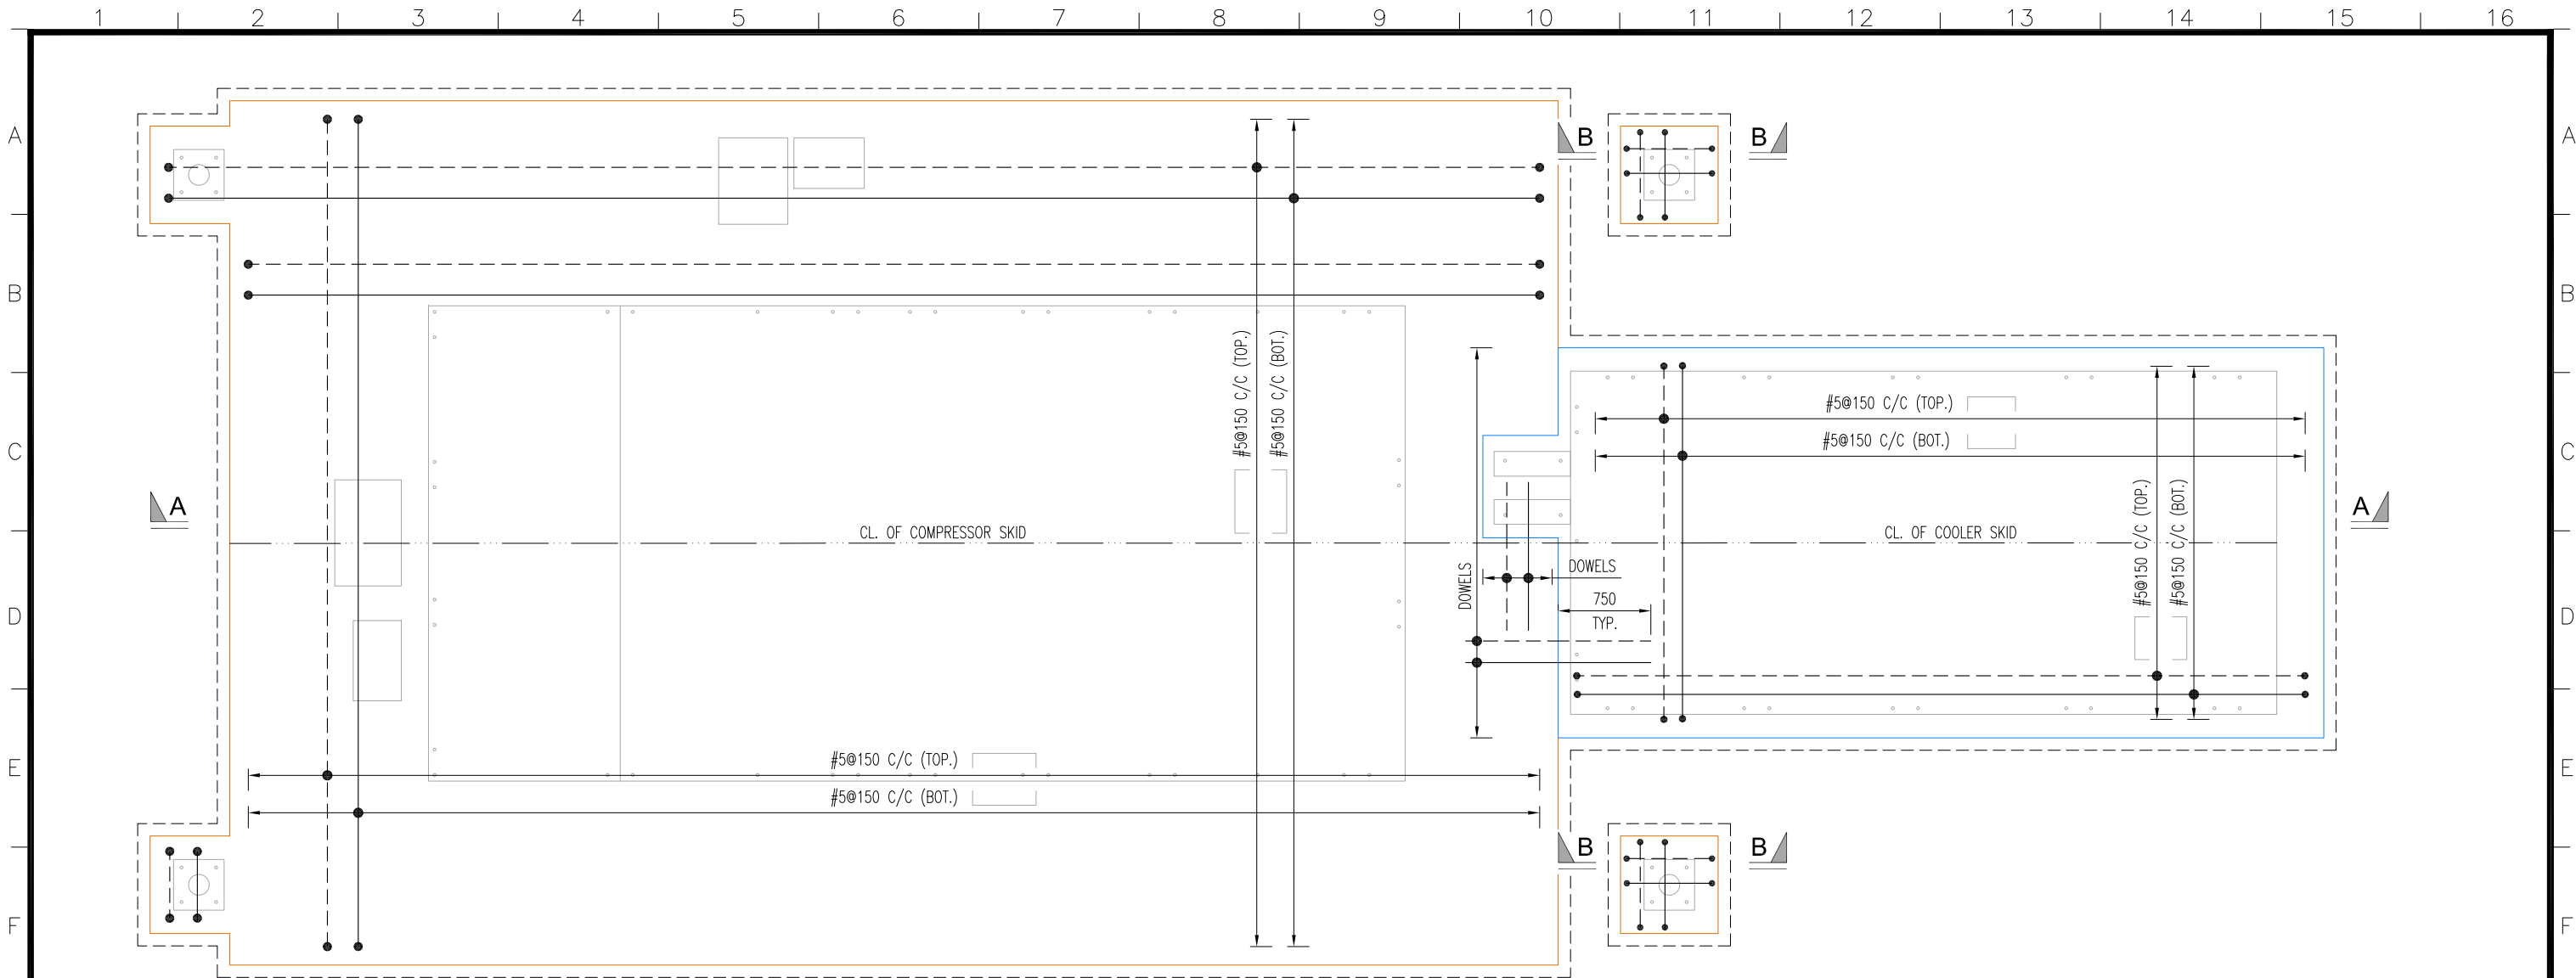 1 2 3 4 5 6 7 8 9 10 11 12 13 14 15 16
A A
B B B B
#5@150 C/C (TOP.)
#5@150 C/C (BOT.)
B B
#5@150 C/C (TOP.)
#5@150 C/C (BOT.)
C C
#5@150 C/C (TOP.)
#5@150 C/C (BOT.)
A A
CL. OF COMPRESSOR SKID
CL. OF COOLER SKID
DOWELS
DOWELS
750
TYP.
D D
#5@150 C/C (TOP.)
#5@150 C/C (BOT.)
E E
B B B B
F F